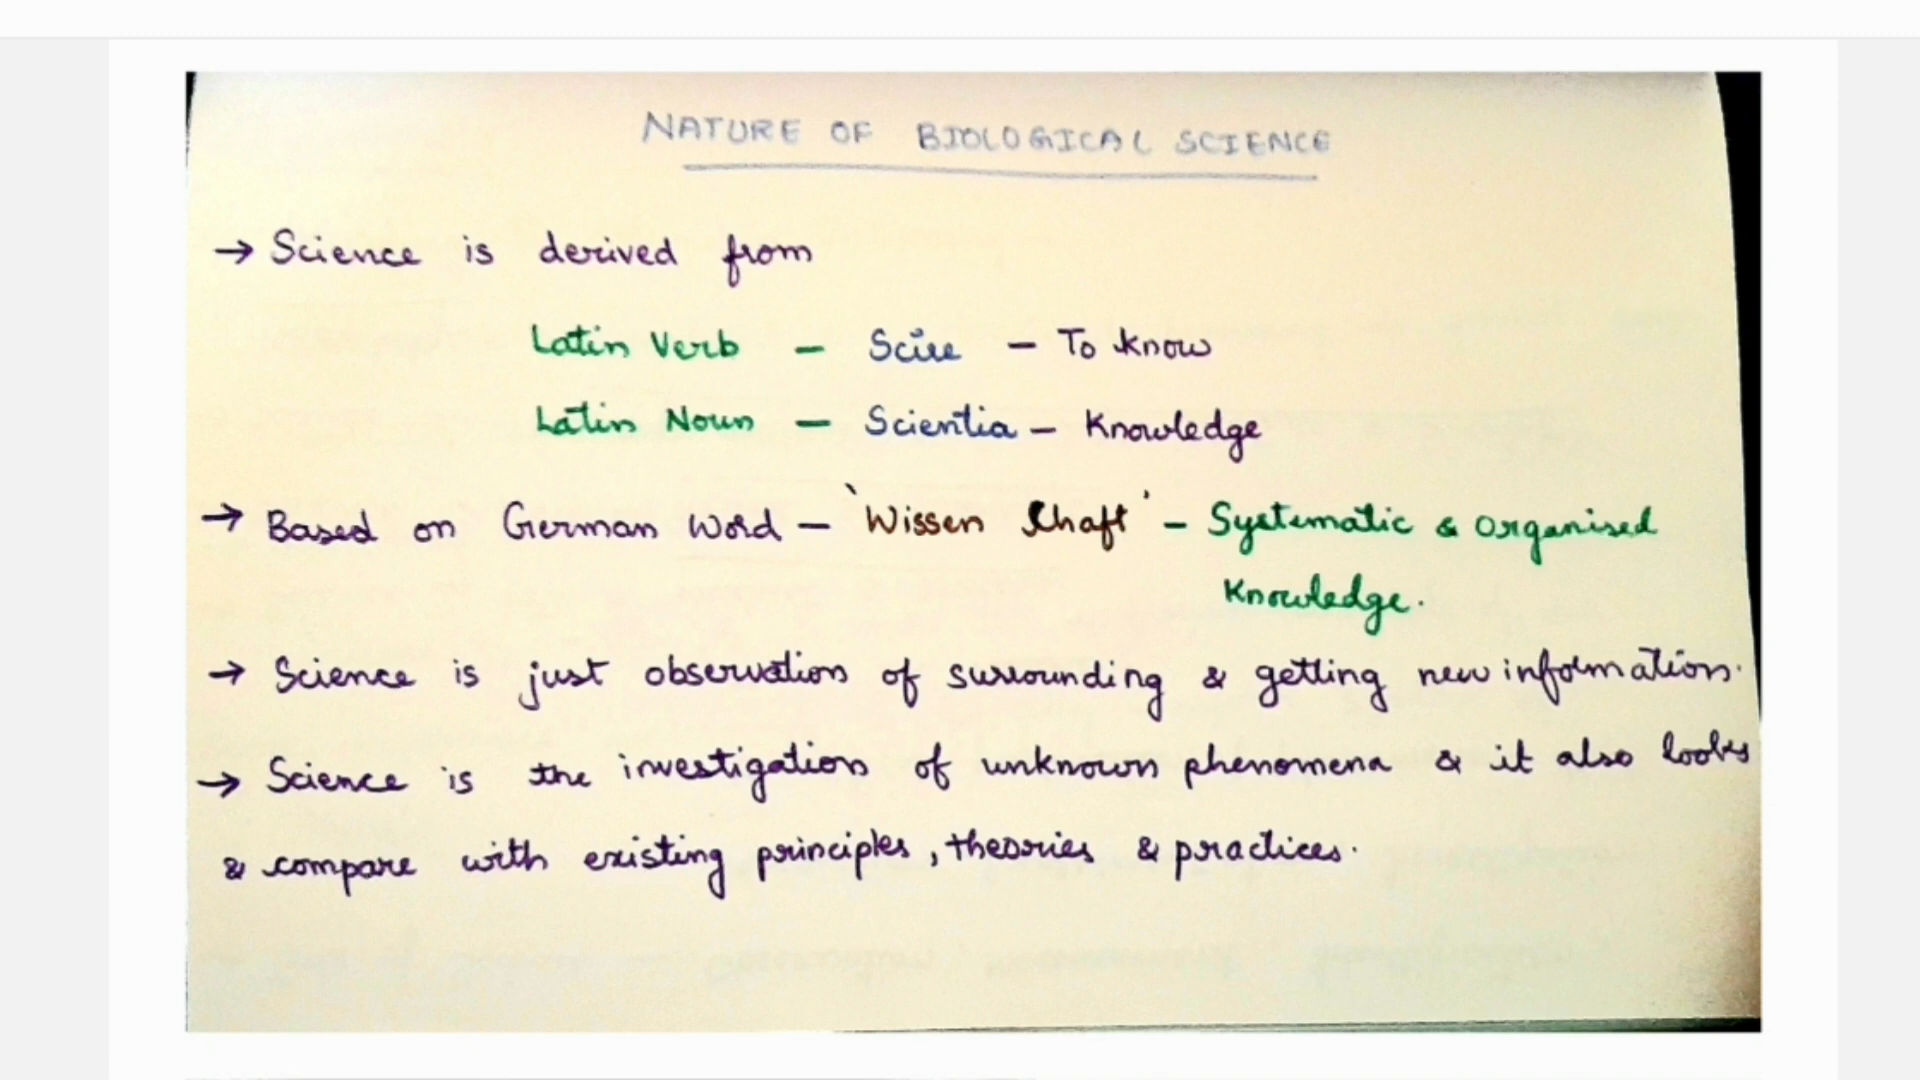 NATURE OF BIOLOGICAL SCIENCE
→ Science is derived from
Latin Verb – Scire – To know
Latin Noun – Scientia – Knowledge
→ Based on German Word – 'Wissen Chaft' – Systematic & Organised
Knowledge.
→ Science is just observation of surrounding & getting new information.
→ Science is the investigation of unknown phenomena & it also looks
& compare with existing principles, theories & practices.